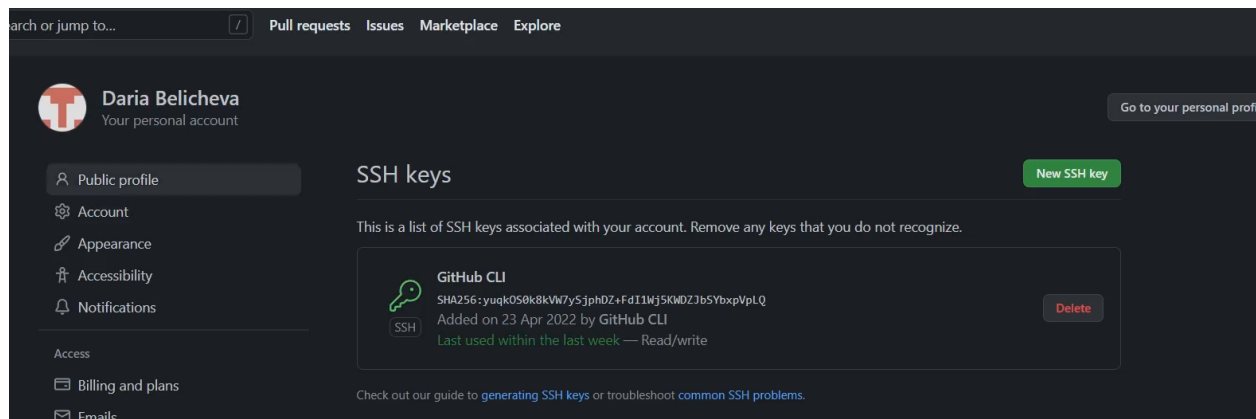 arch or jump to... / Pull requests Issues Marketplace Explore
Daria Belicheva
Your personal account
Go to your personal profi
Public profile
Account
Appearance
Accessibility
Notifications
Access
Billing and plans
Emails
SSH keys
New SSH key
This is a list of SSH keys associated with your account. Remove any keys that you do not recognize.
GitHub CLI
SHA256:yuqkOS0k8kVW7ySjphDZ+FdI1Wj5KWDZJbSYbxpVpLQ
Added on 23 Apr 2022 by GitHub CLI
Last used within the last week — Read/write
SSH
Delete
Check out our guide to generating SSH keys or troubleshoot common SSH problems.